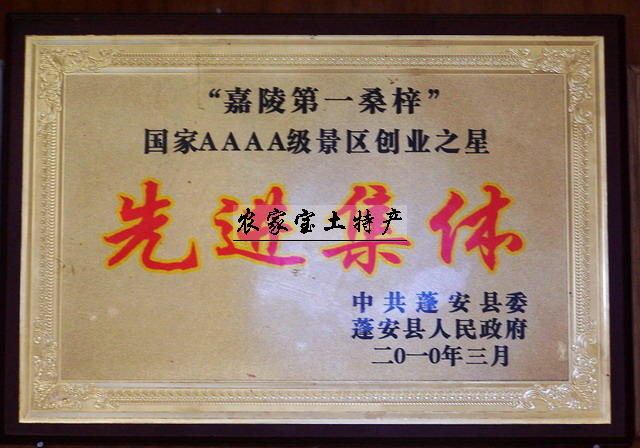 “嘉陵第一桑梓”
国家AAAA级景区创业之星
先进集体
农家宝土特产
中共蓬安县委
蓬安县人民政府
二〇一〇年三月